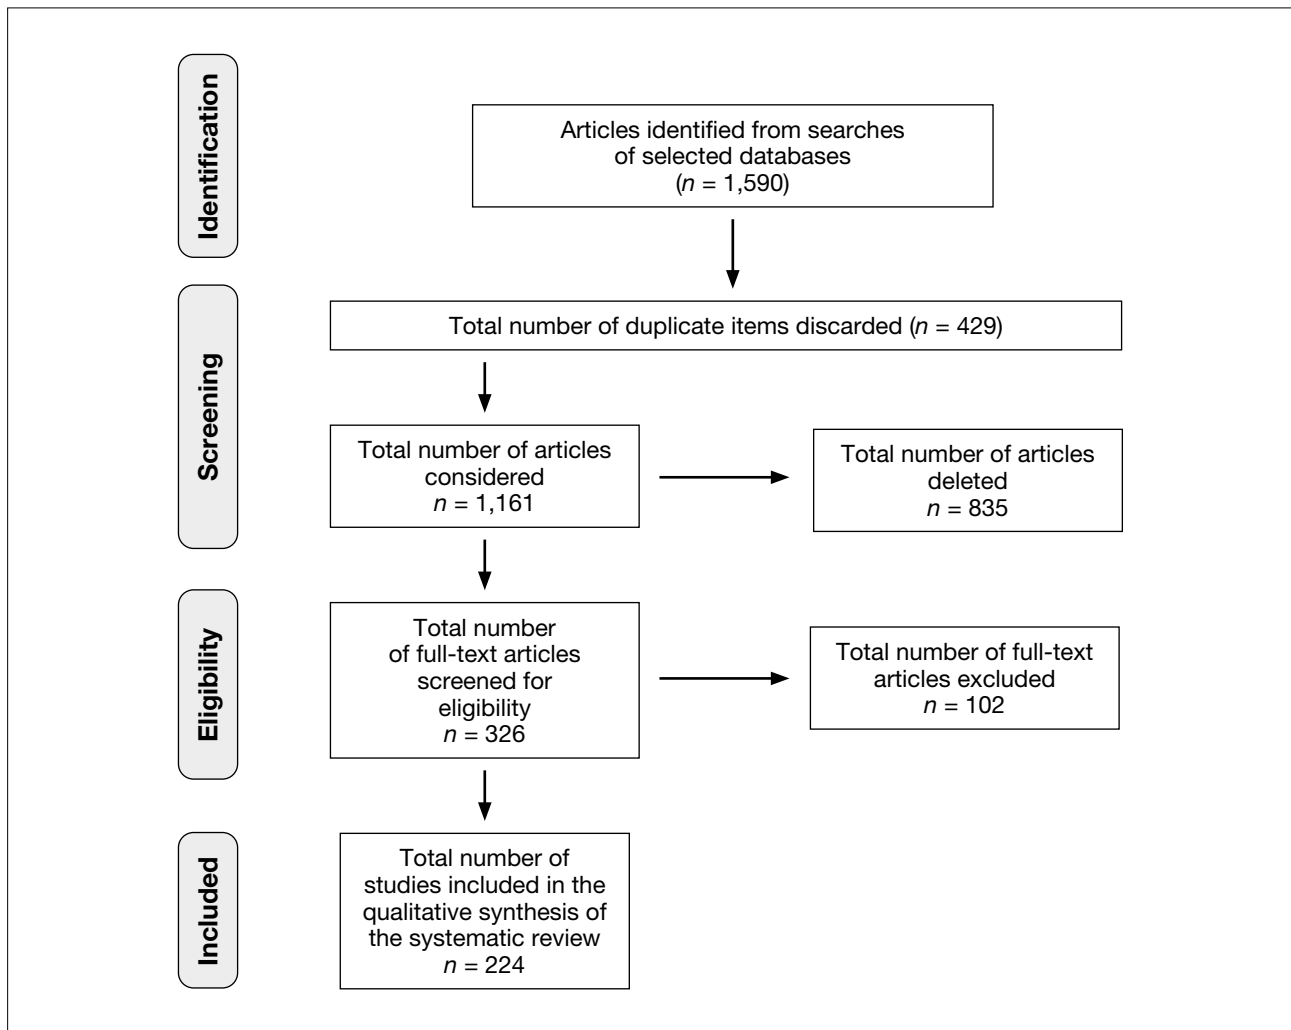 Identification
Articles identified from searches
of selected databases
(n = 1,590)
Screening
Total number of duplicate items discarded (n = 429)
Total number of articles
considered
n = 1,161
Total number of articles
deleted
n = 835
Eligibility
Total number
of full-text articles
screened for
eligibility
n = 326
Total number of full-text
articles excluded
n = 102
Included
Total number of
studies included in the
qualitative synthesis of
the systematic review
n = 224